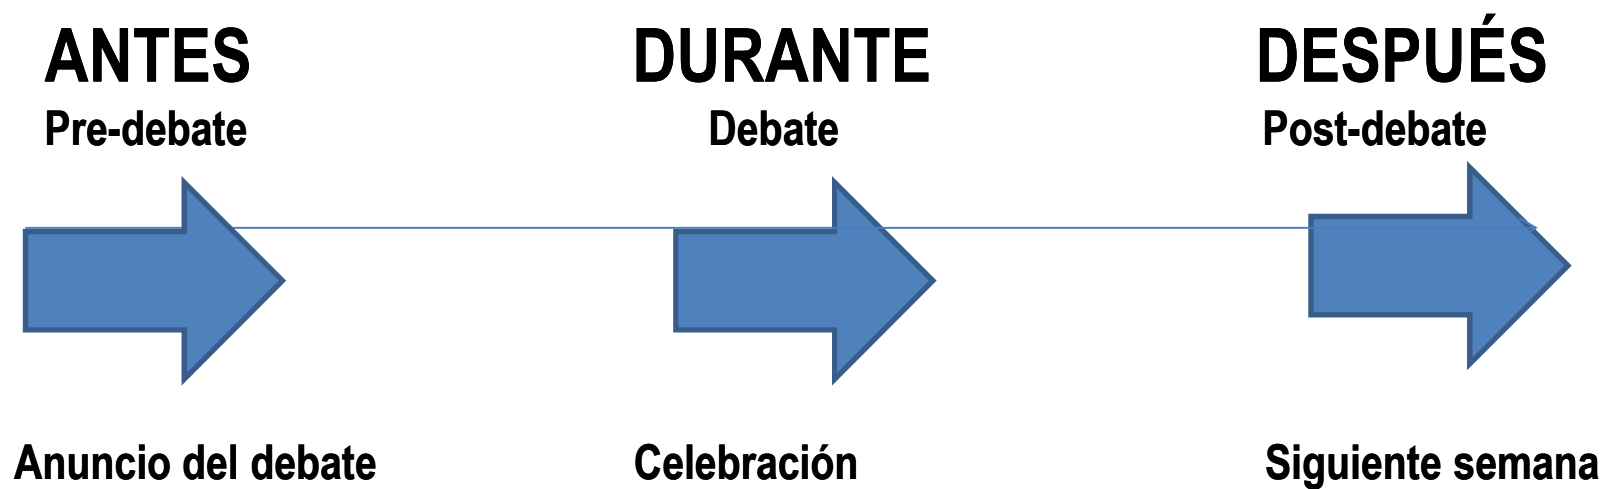 ANTES DURANTE DESPUÉS
Pre-debate Debate Post-debate
Anuncio del debate Celebración Siguiente semana